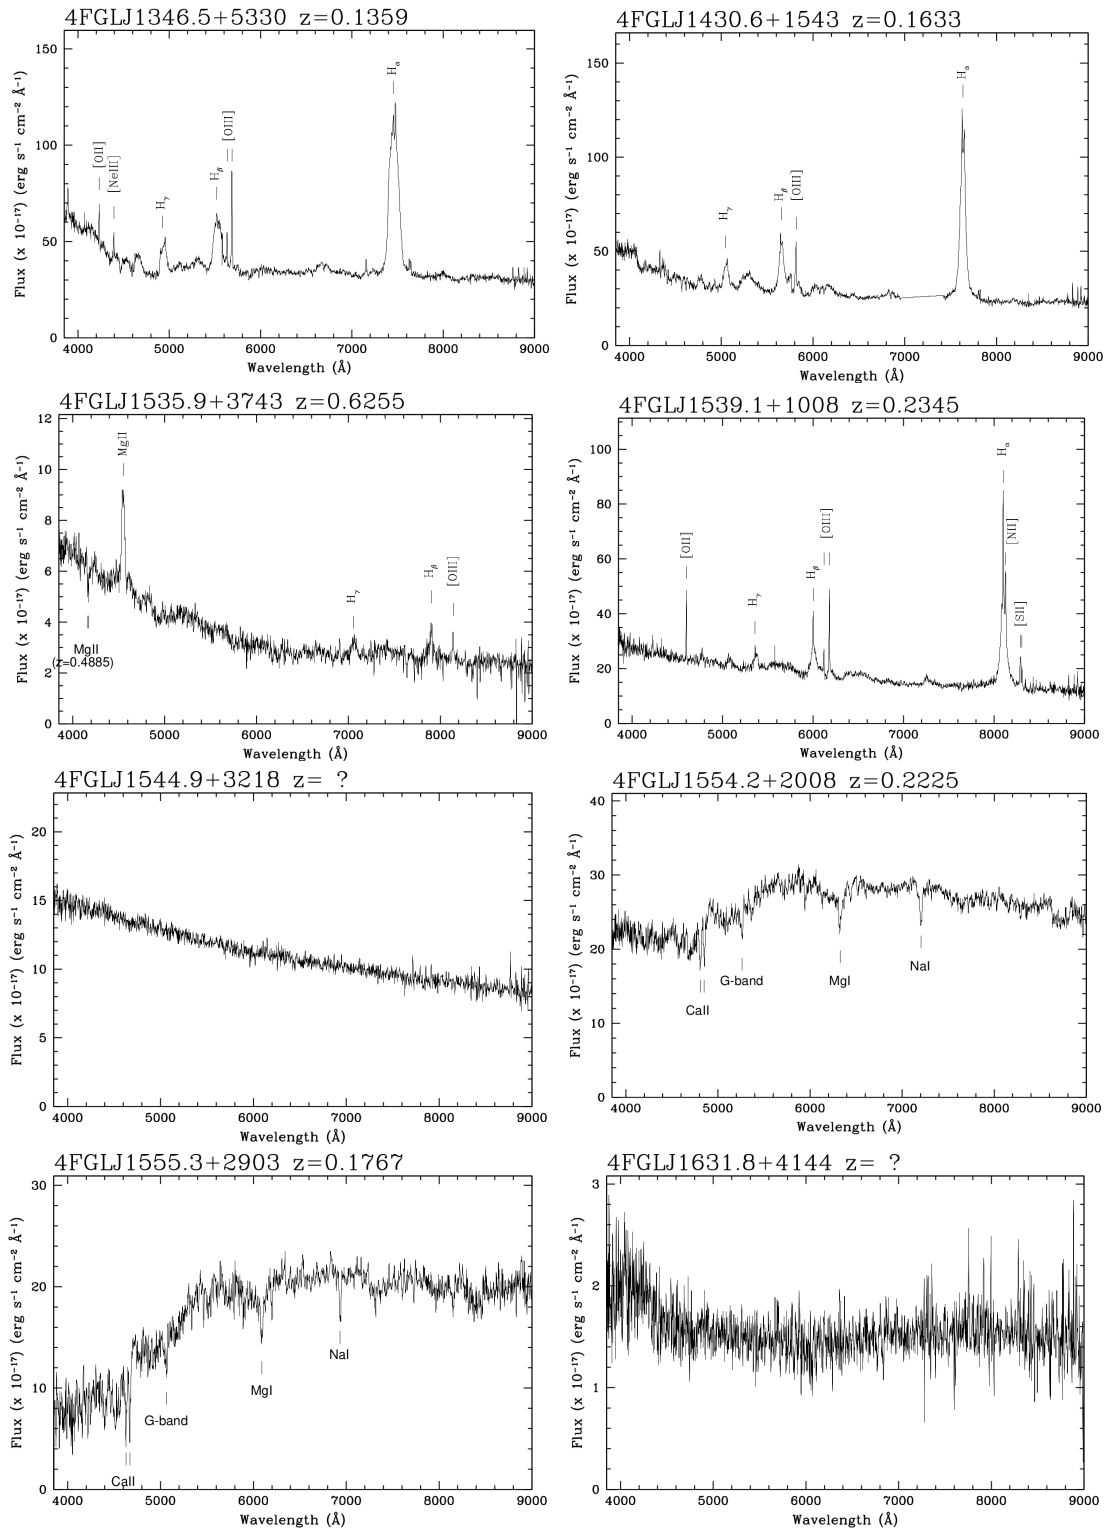 4FGLJ1346.5+5330 z=0.1359
Flux (x 10⁻¹⁷) (erg s⁻¹ cm⁻² Å⁻¹)
150
100
50
0
[OII]
[NeIII]
Hγ
Hβ
[OIII]
Hα
4000 5000 6000 7000 8000 9000
Wavelength (Å)
4FGLJ1430.6+1543 z=0.1633
Flux (x 10⁻¹⁷) (erg s⁻¹ cm⁻² Å⁻¹)
150
100
50
0
Hγ
Hβ
[OIII]
Hα
4000 5000 6000 7000 8000 9000
Wavelength (Å)
4FGLJ1535.9+3743 z=0.6255
Flux (x 10⁻¹⁷) (erg s⁻¹ cm⁻² Å⁻¹)
12
10
8
6
4
2
0
MgII
MgII
(z=0.4885)
Hγ
Hβ
[OIII]
4000 5000 6000 7000 8000 9000
Wavelength (Å)
4FGLJ1539.1+1008 z=0.2345
Flux (x 10⁻¹⁷) (erg s⁻¹ cm⁻² Å⁻¹)
100
80
60
40
20
0
[OII]
Hγ
Hβ
[OIII]
Hα
[NII]
[SII]
4000 5000 6000 7000 8000 9000
Wavelength (Å)
4FGLJ1544.9+3218 z= ?
Flux (x 10⁻¹⁷) (erg s⁻¹ cm⁻² Å⁻¹)
20
15
10
5
0
4000 5000 6000 7000 8000 9000
Wavelength (Å)
4FGLJ1554.2+2008 z=0.2225
Flux (x 10⁻¹⁷) (erg s⁻¹ cm⁻² Å⁻¹)
40
30
20
10
0
CaII
G-band
MgI
NaI
4000 5000 6000 7000 8000 9000
Wavelength (Å)
4FGLJ1555.3+2903 z=0.1767
Flux (x 10⁻¹⁷) (erg s⁻¹ cm⁻² Å⁻¹)
30
20
10
0
CaII
G-band
MgI
NaI
4000 5000 6000 7000 8000 9000
Wavelength (Å)
4FGLJ1631.8+4144 z= ?
Flux (x 10⁻¹⁷) (erg s⁻¹ cm⁻² Å⁻¹)
3
2
1
0
4000 5000 6000 7000 8000 9000
Wavelength (Å)